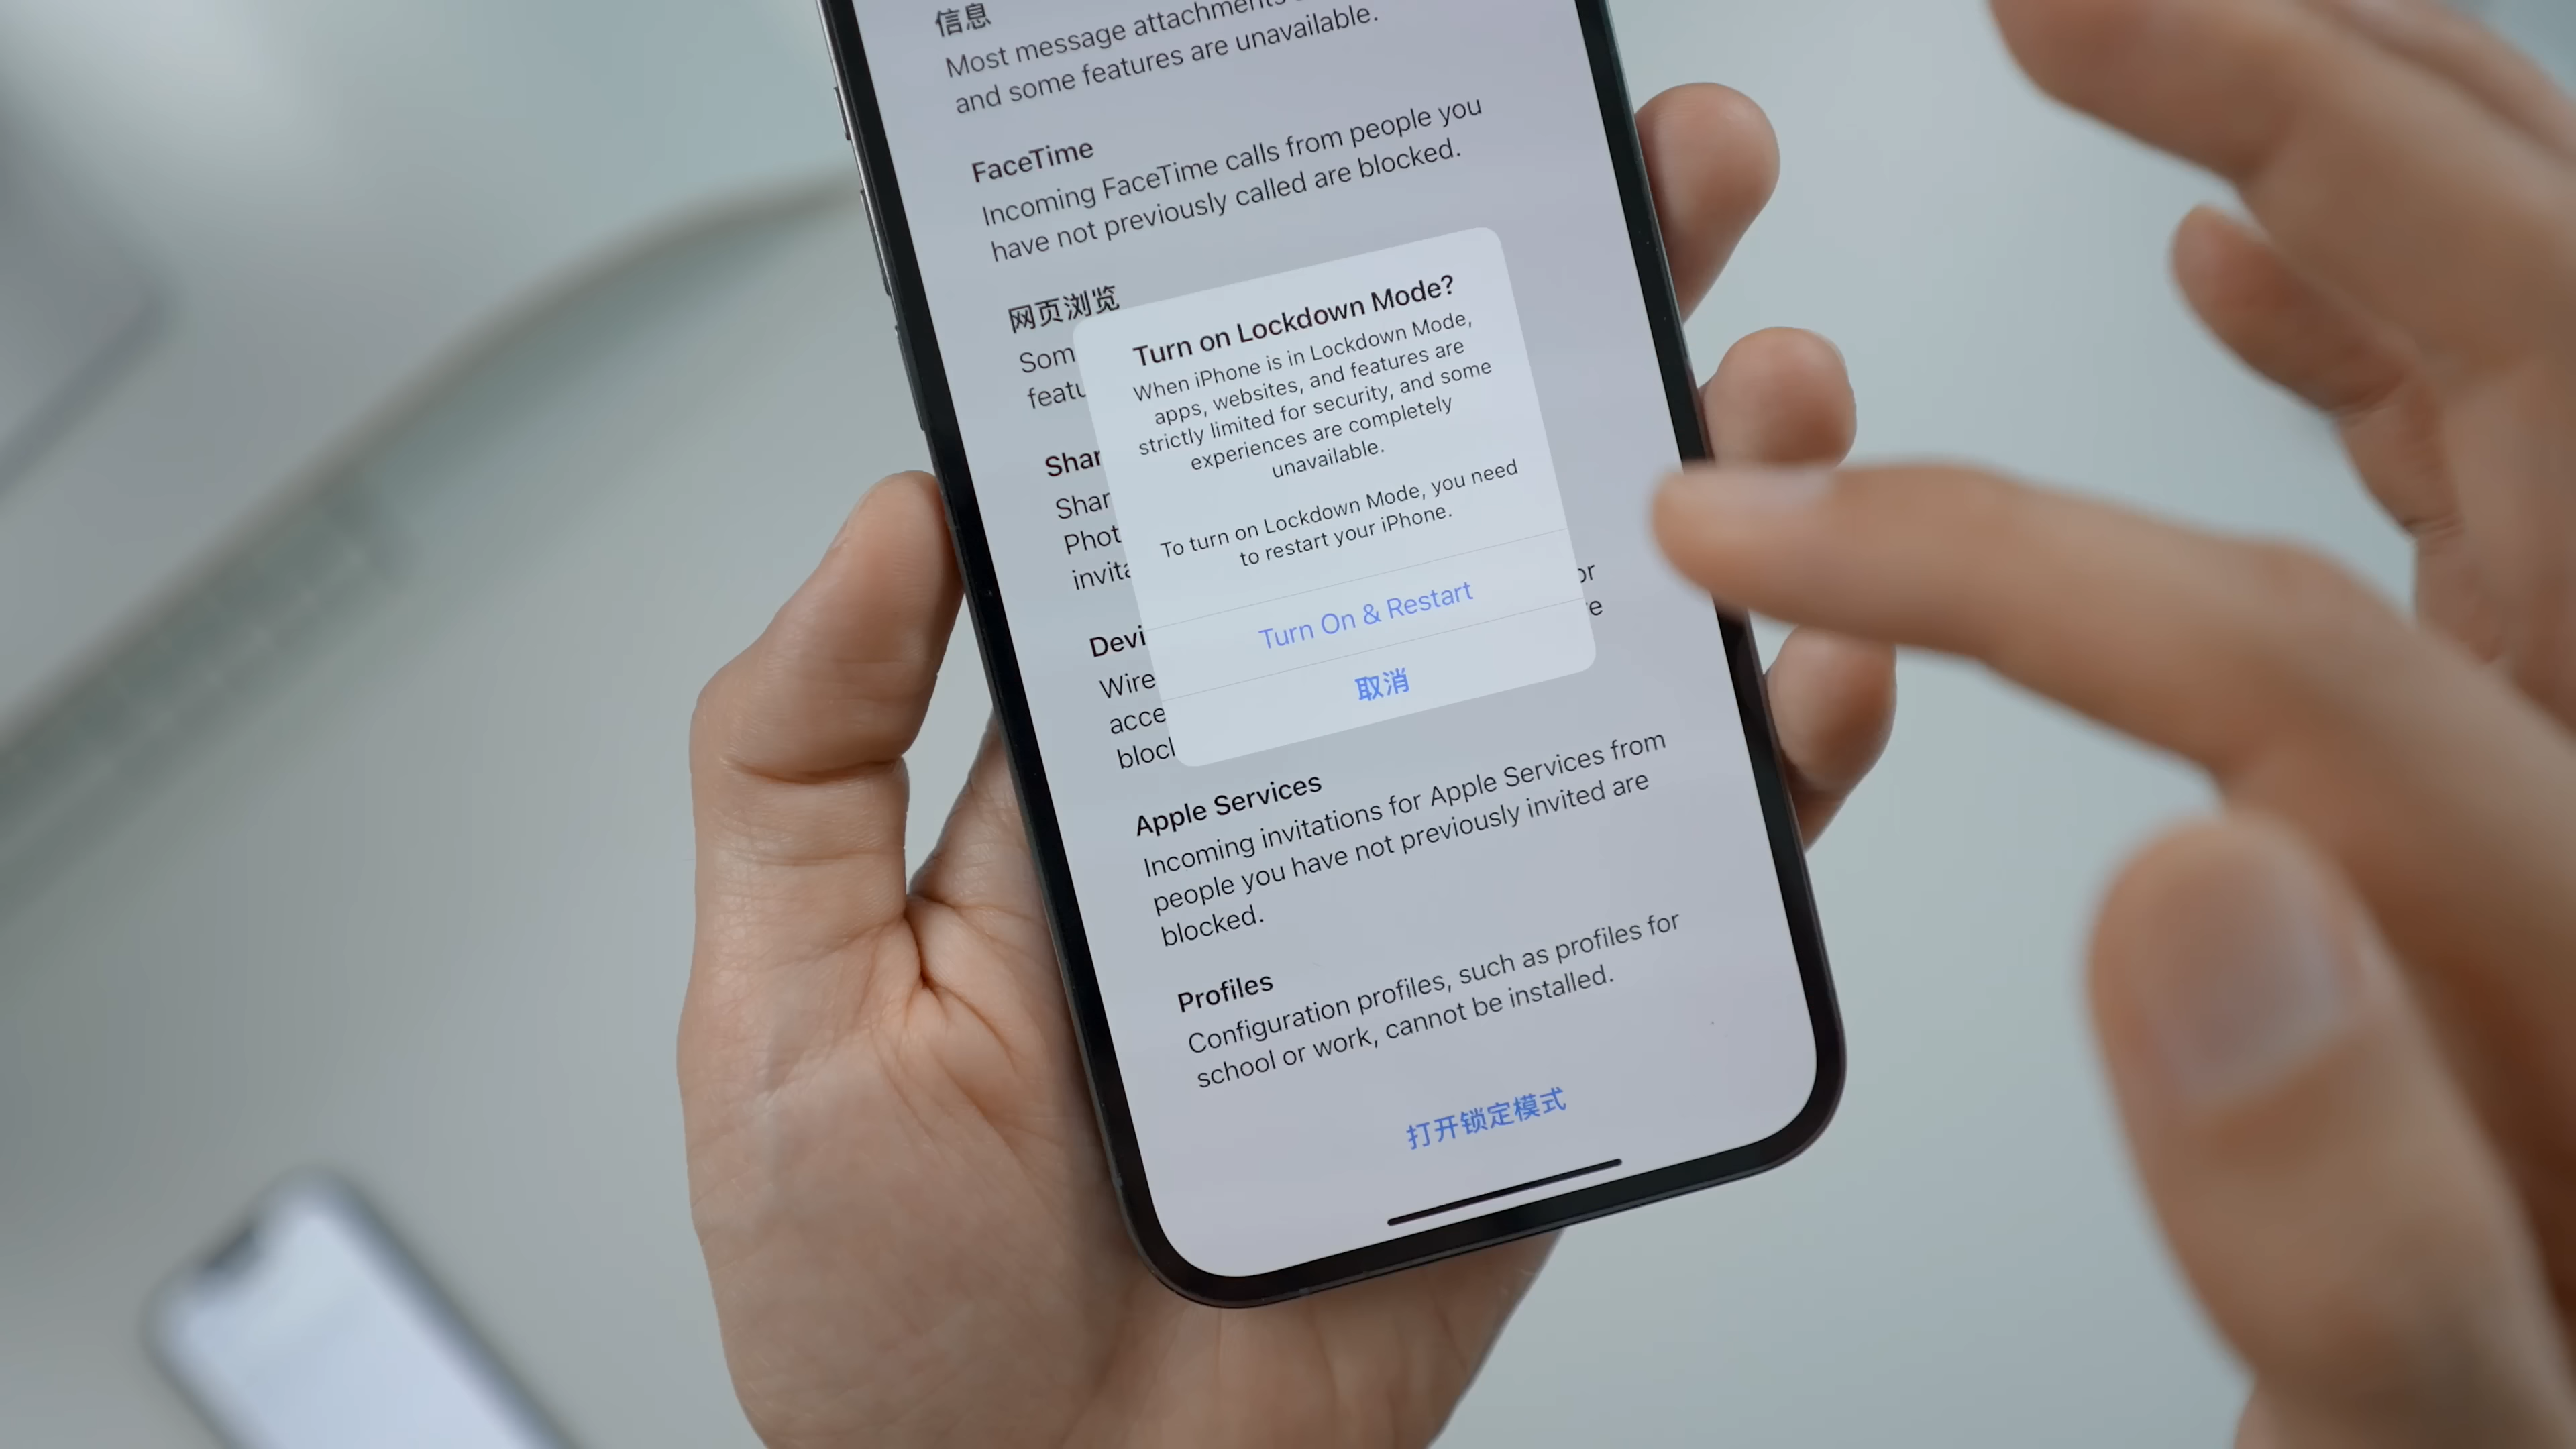 信息
Most message attachments
and some features are unavailable.
FaceTime
Incoming FaceTime calls from people you
have not previously called are blocked.
网页浏览
Som
featu
Shar
Shar
Phot
invita
Devi
Wire
acce
bloc
Turn on Lockdown Mode?
When iPhone is in Lockdown Mode,
apps, websites, and features are
strictly limited for security, and some
experiences are completely
unavailable.
To turn on Lockdown Mode, you need
to restart your iPhone.
Turn On & Restart
取消
or
re
Apple Services
Incoming invitations for Apple Services from
people you have not previously invited are
blocked.
Profiles
Configuration profiles, such as profiles for
school or work, cannot be installed.
打开锁定模式